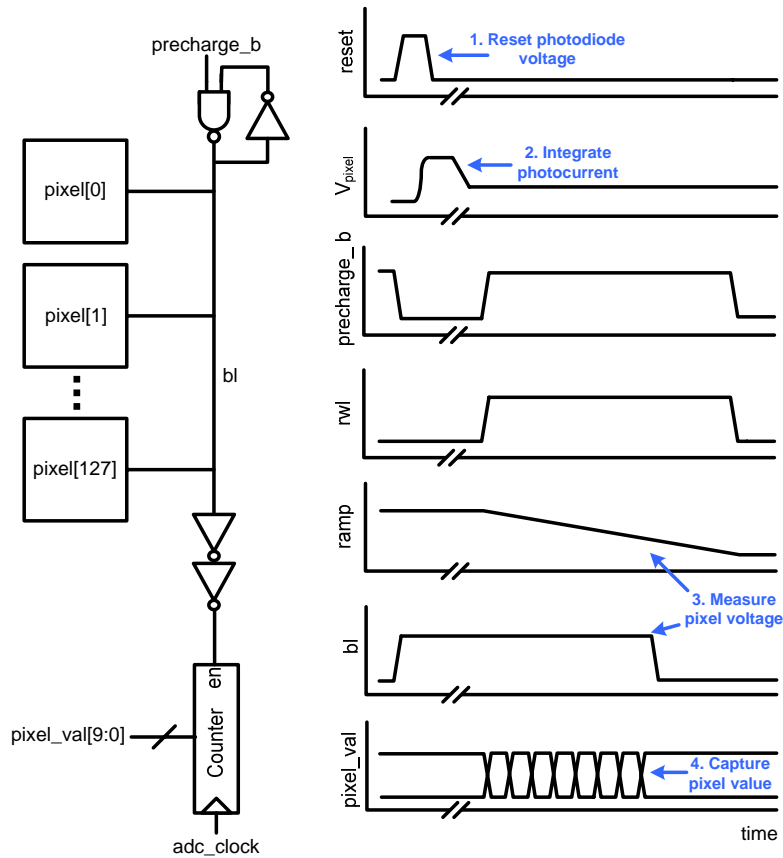 precharge_b
pixel[0]
pixel[1]
bl
pixel[127]
Counter
en
pixel_val[9:0]
adc_clock
reset
1. Reset photodiode
voltage
Vpixel
2. Integrate
photocurrent
precharge_ b
rwl
ramp
3. Measure
pixel voltage
bl
pixel_val
4. Capture
pixel value
time